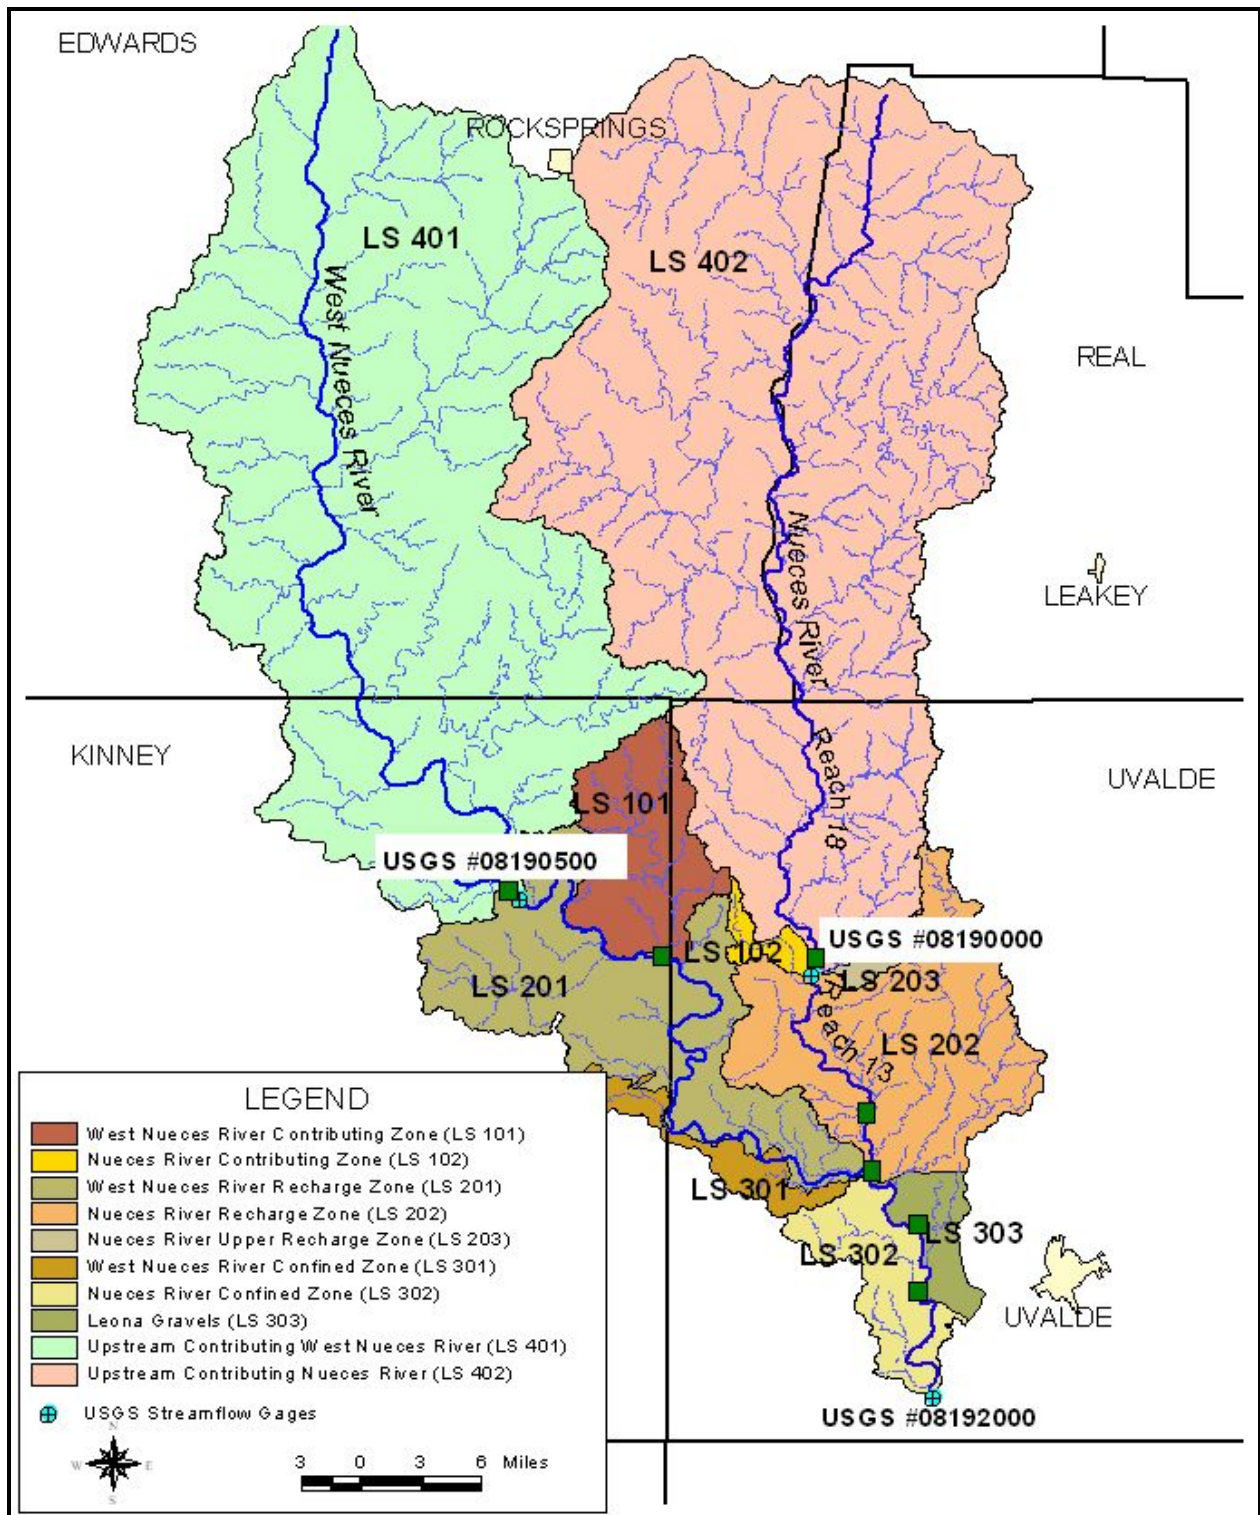 EDWARDS
ROCKSPRINGS
LS 401
LS 402
West Nueces River
REAL
Nueces River
LEAKEY
KINNEY
Reach 18
UVALDE
LS 101
USGS #08190500
USGS #08190000
LS 102
LS 203
LS 201
Reach 13
LS 202
LS 301
LS 303
LS 302
UVALDE
USGS #08192000
LEGEND
West Nueces River Contributing Zone (LS 101)
Nueces River Contributing Zone (LS 102)
West Nueces River Recharge Zone (LS 201)
Nueces River Recharge Zone (LS 202)
Nueces River Upper Recharge Zone (LS 203)
West Nueces River Confined Zone (LS 301)
Nueces River Confined Zone (LS 302)
Leona Gravels (LS 303)
Upstream Contributing West Nueces River (LS 401)
Upstream Contributing Nueces River (LS 402)
USGS Streamflow Gages
N
W E
S
3 0 3 6 Miles